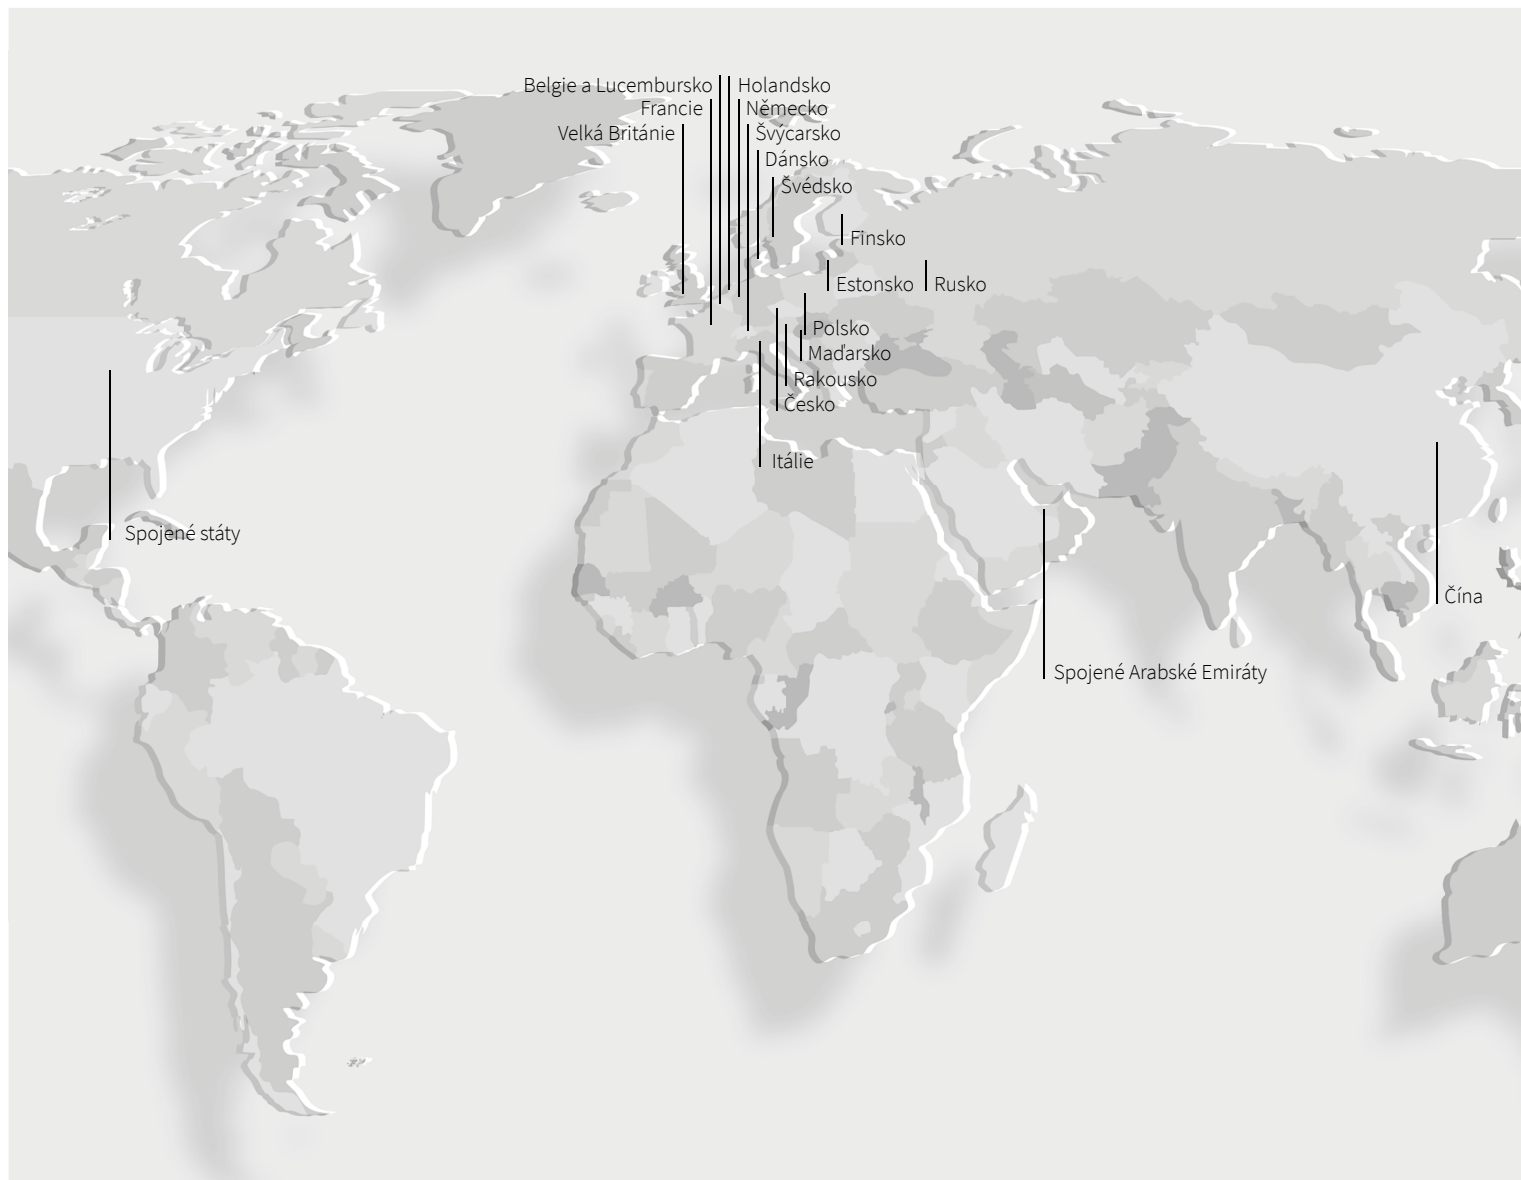 Belgie a Lucembursko
Holandsko
Francie
Německo
Velká Británie
Švýcarsko
Dánsko
Švédsko
Finsko
Estonsko
Rusko
Polsko
Maďarsko
Rakousko
Česko
Itálie
Spojené státy
Čína
Spojené Arabské Emiráty